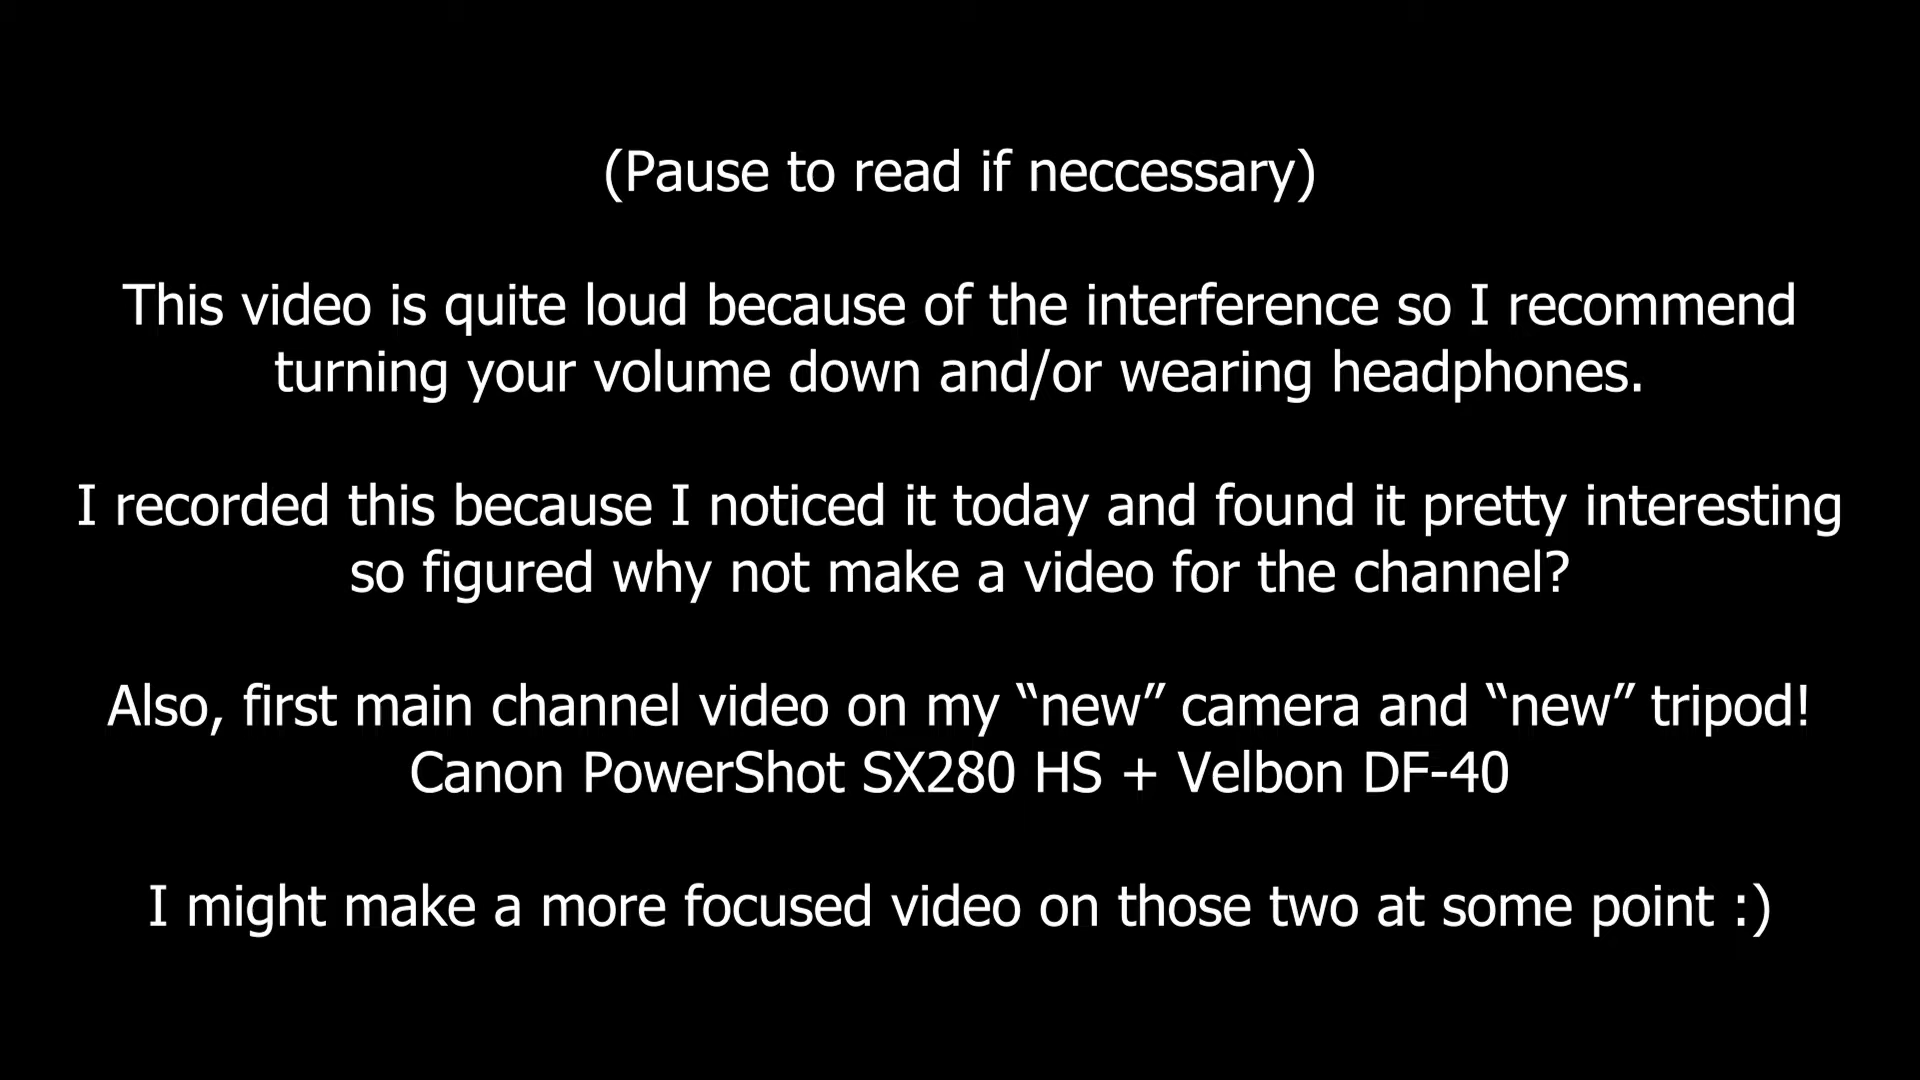 (Pause to read if neccessary)
This video is quite loud because of the interference so I recommend
turning your volume down and/or wearing headphones.
I recorded this because I noticed it today and found it pretty interesting
so figured why not make a video for the channel?
Also, first main channel video on my “new” camera and “new” tripod!
Canon PowerShot SX280 HS + Velbon DF-40
I might make a more focused video on those two at some point :)